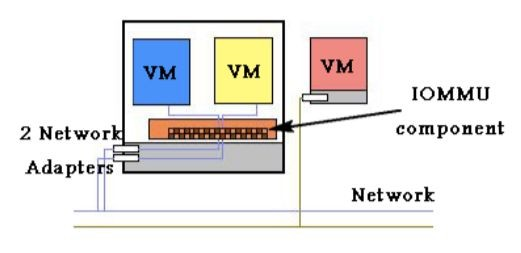 VM
VM
VM
IOMMU
component
2 Network
Adapters
Network